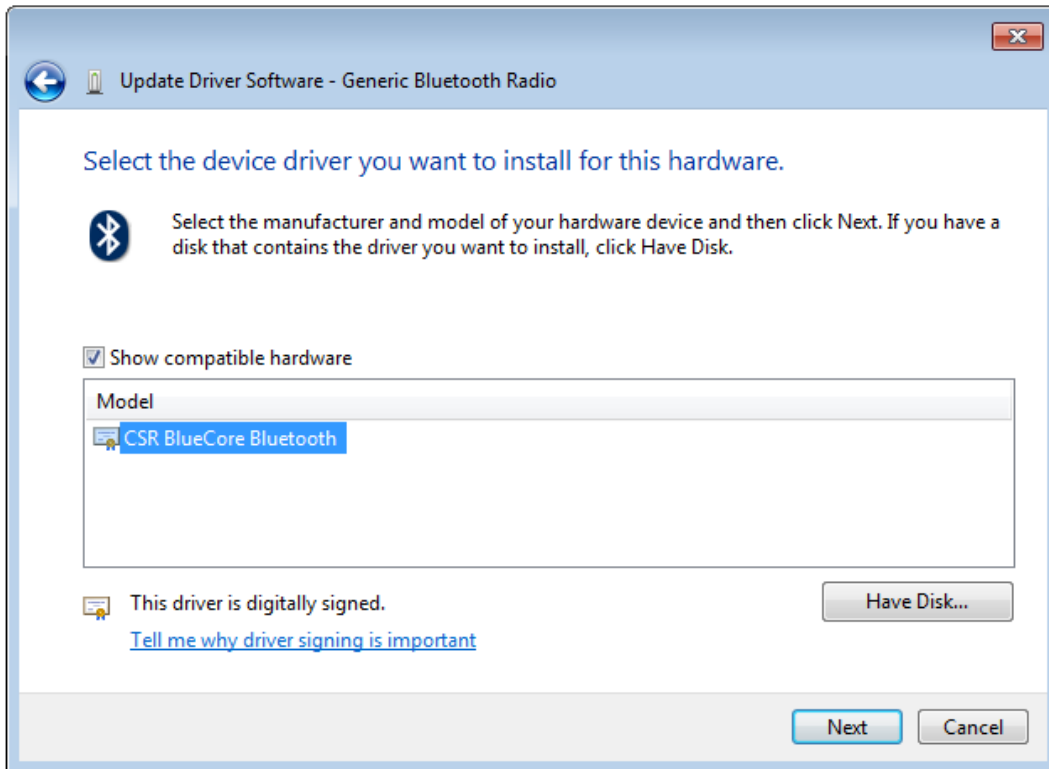 Update Driver Software - Generic Bluetooth Radio
Select the device driver you want to install for this hardware.
Select the manufacturer and model of your hardware device and then click Next. If you have a
disk that contains the driver you want to install, click Have Disk.
Show compatible hardware
Model
CSR BlueCore Bluetooth
This driver is digitally signed.
Have Disk...
Tell me why driver signing is important
Next
Cancel